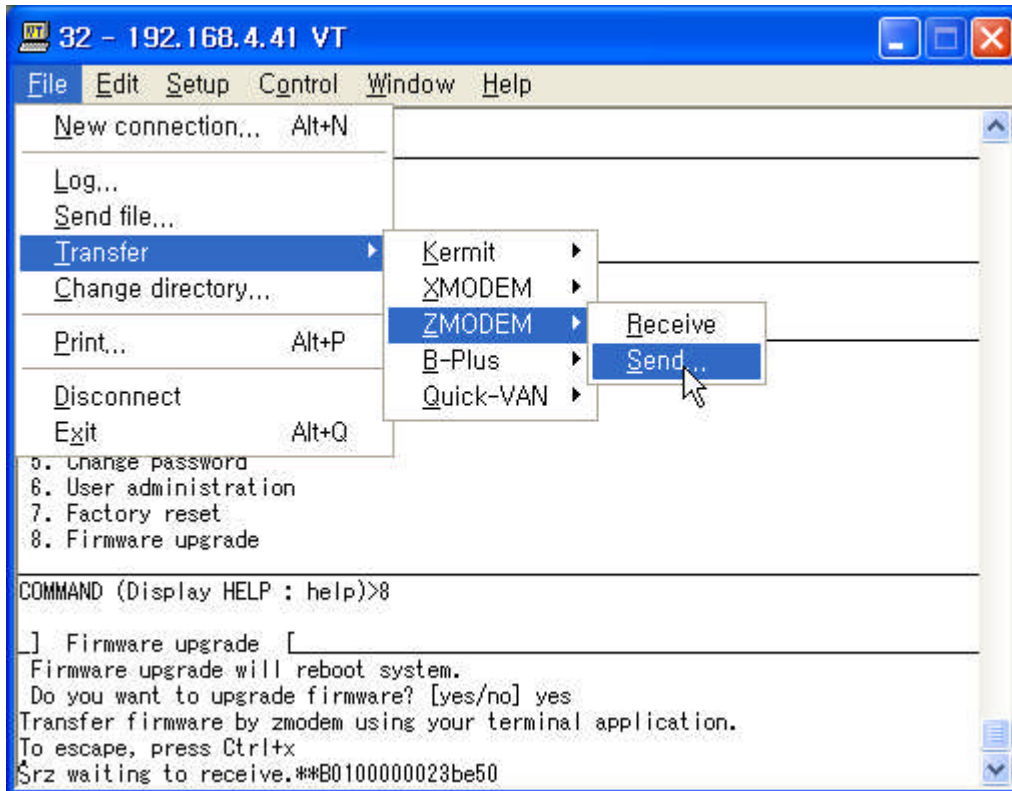 32 - 192.168.4.41 VT
File Edit Setup Control Window Help
New connection... Alt+N
Log...
Send file...
Transfer
Change directory...
Print... Alt+P
Disconnect
Exit Alt+Q
Kermit
XMODEM
ZMODEM
B-Plus
Quick-VAN
Receive
Send...
5. Change password
6. User administration
7. Factory reset
8. Firmware upgrade
COMMAND (Display HELP : help)>8
_] Firmware upgrade [
Firmware upgrade will reboot system.
Do you want to upgrade firmware? [yes/no] yes
Transfer firmware by zmodem using your terminal application.
To escape, press Ctrl+x
Srz waiting to receive.**B0100000023be50